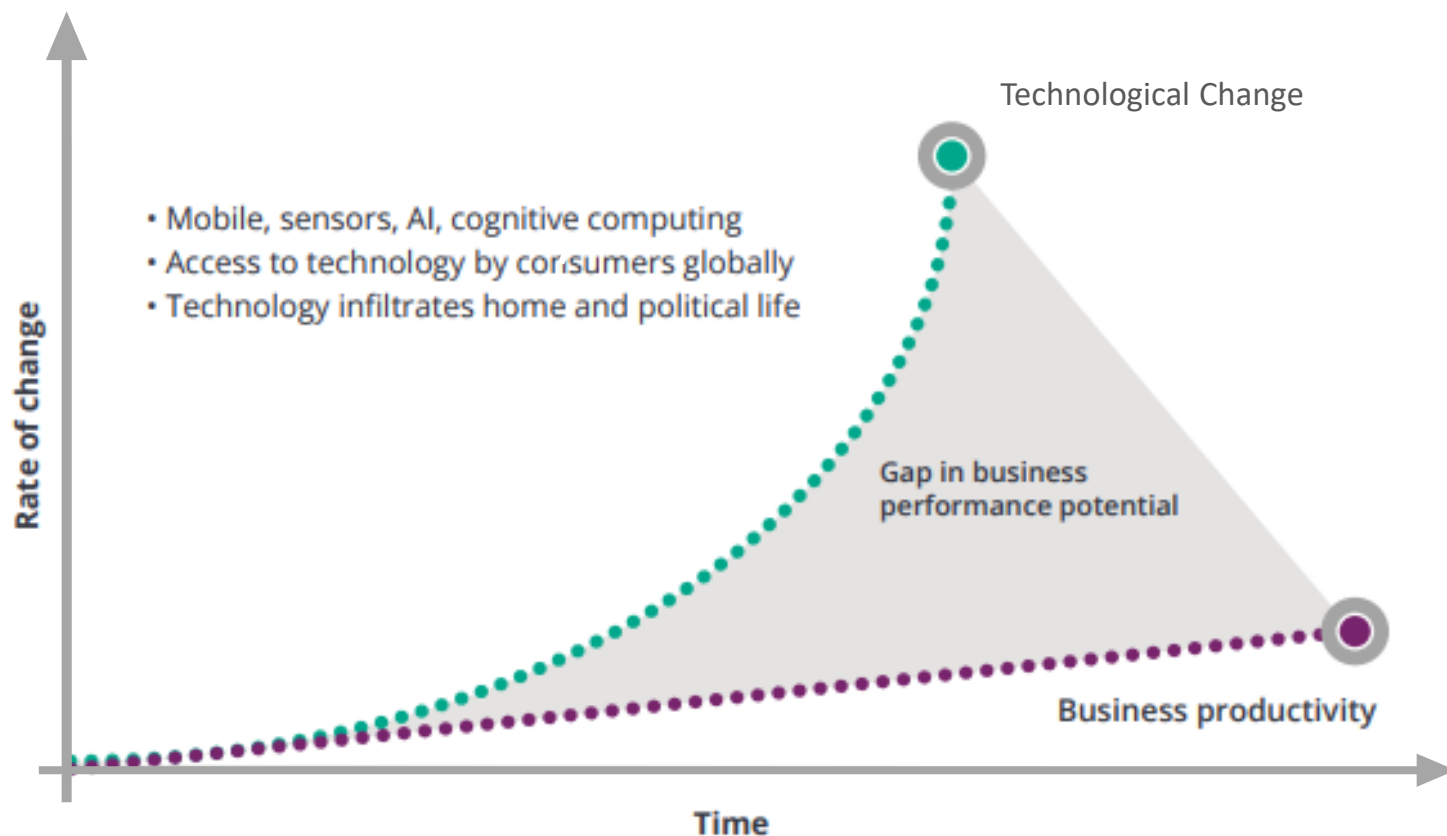 Technological Change
• Mobile, sensors, AI, cognitive computing
• Access to technology by consumers globally
• Technology infiltrates home and political life
Rate of change
Gap in business
performance potential
Business productivity
Time